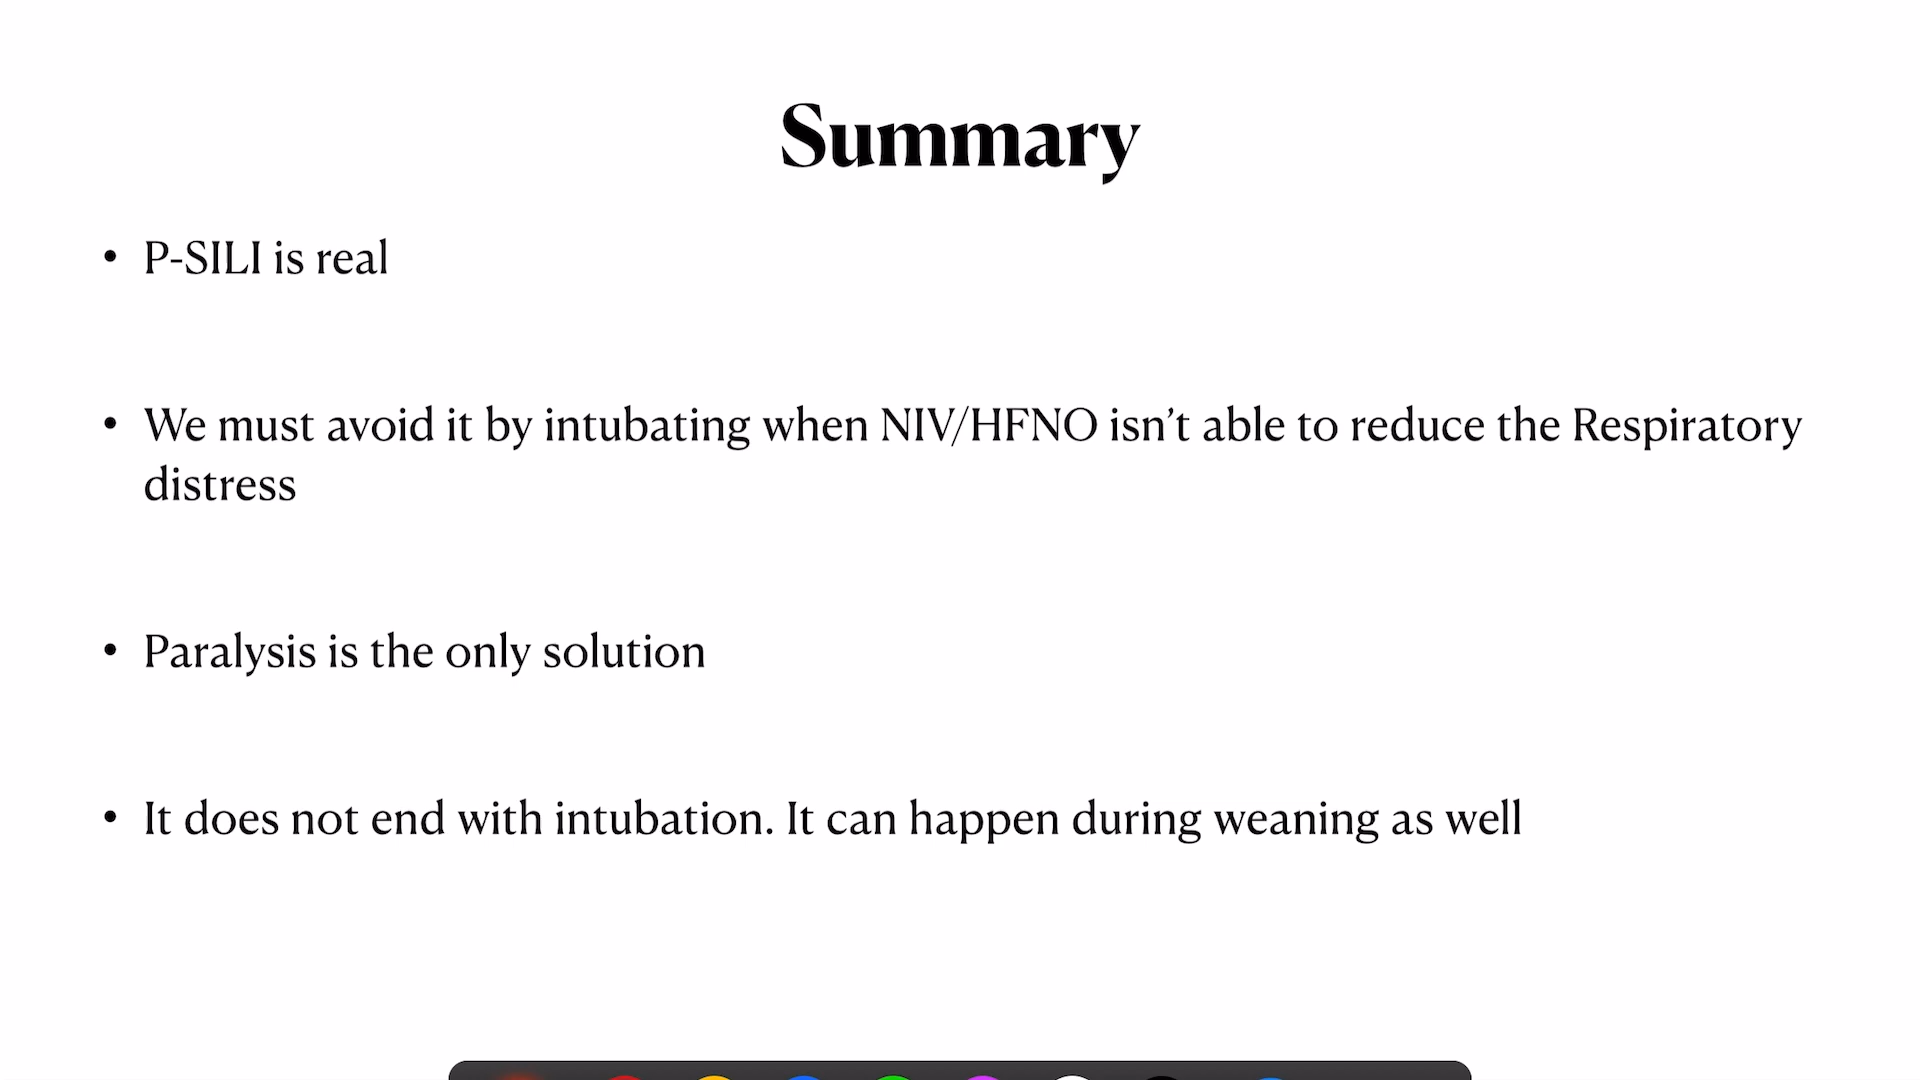 Summary
• P-SILI is real
• We must avoid it by intubating when NIV/HFNO isn’t able to reduce the Respiratory
distress
• Paralysis is the only solution
• It does not end with intubation. It can happen during weaning as well